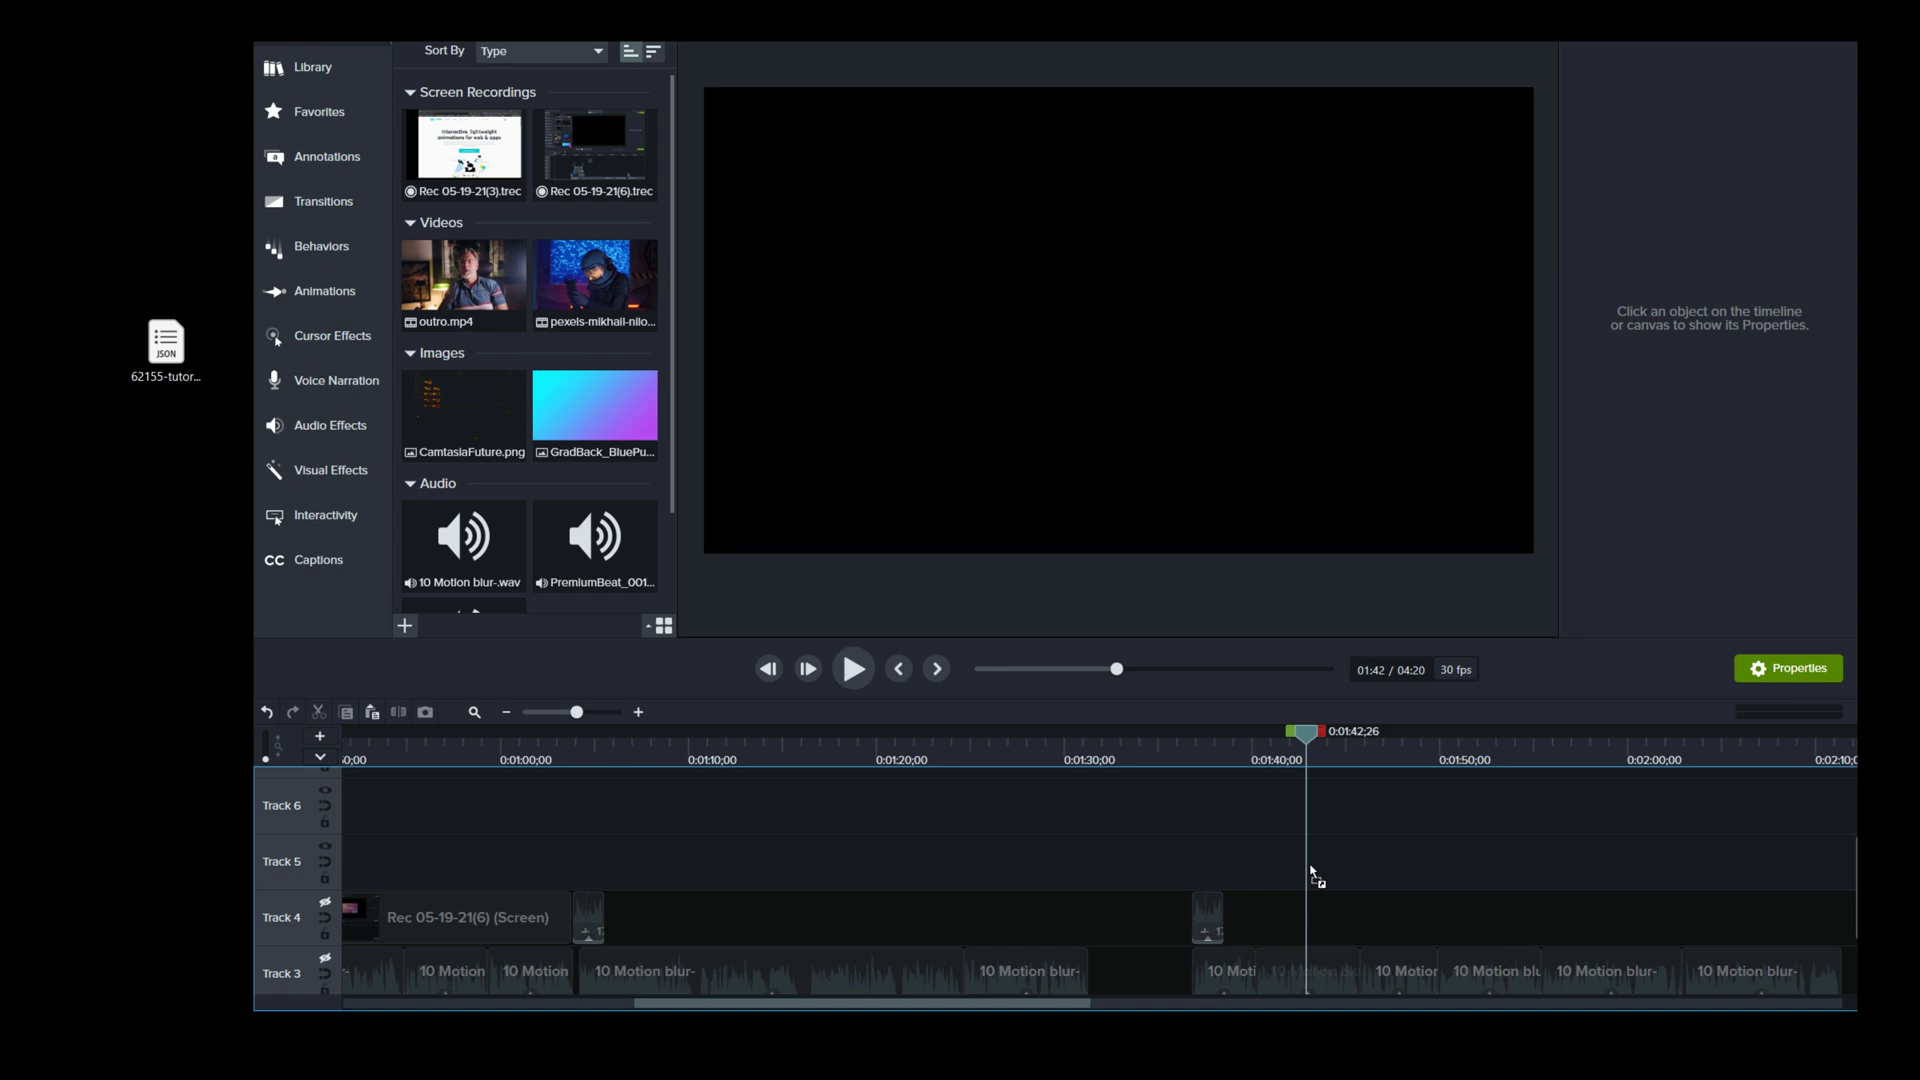 Sort By Type
Library
Favorites
Annotations
Transitions
Behaviors
Animations
Cursor Effects
Voice Narration
Audio Effects
Visual Effects
Interactivity
CC Captions
JSON
62155-tutor...
Screen Recordings
Interactive, lightweight
animations for web & apps
Rec 05-19-21(3).trec
Rec 05-19-21(6).trec
Videos
outro.mp4
pexels-mikhail-nilo...
Images
CamtasiaFuture.png
GradBack_BluePu...
Audio
10 Motion blur-.wav
PremiumBeat_001...
Click an object on the timeline
or canvas to show its Properties.
01:42 / 04:20 30 fps
Properties
0:01:42;26
0:01:00;00 0:01:10;00 0:01:20;00 0:01:30;00 0:01:40;00 0:01:50;00 0:02:00;00
Track 6
Track 5
Track 4 Rec 05-19-21(6) (Screen)
Track 3 10 Motion 10 Motion 10 Motion blur- 10 Motion blur- 10 Moti 10 Motior 10 Motion blu 10 Motion blur- 10 Motion blur-